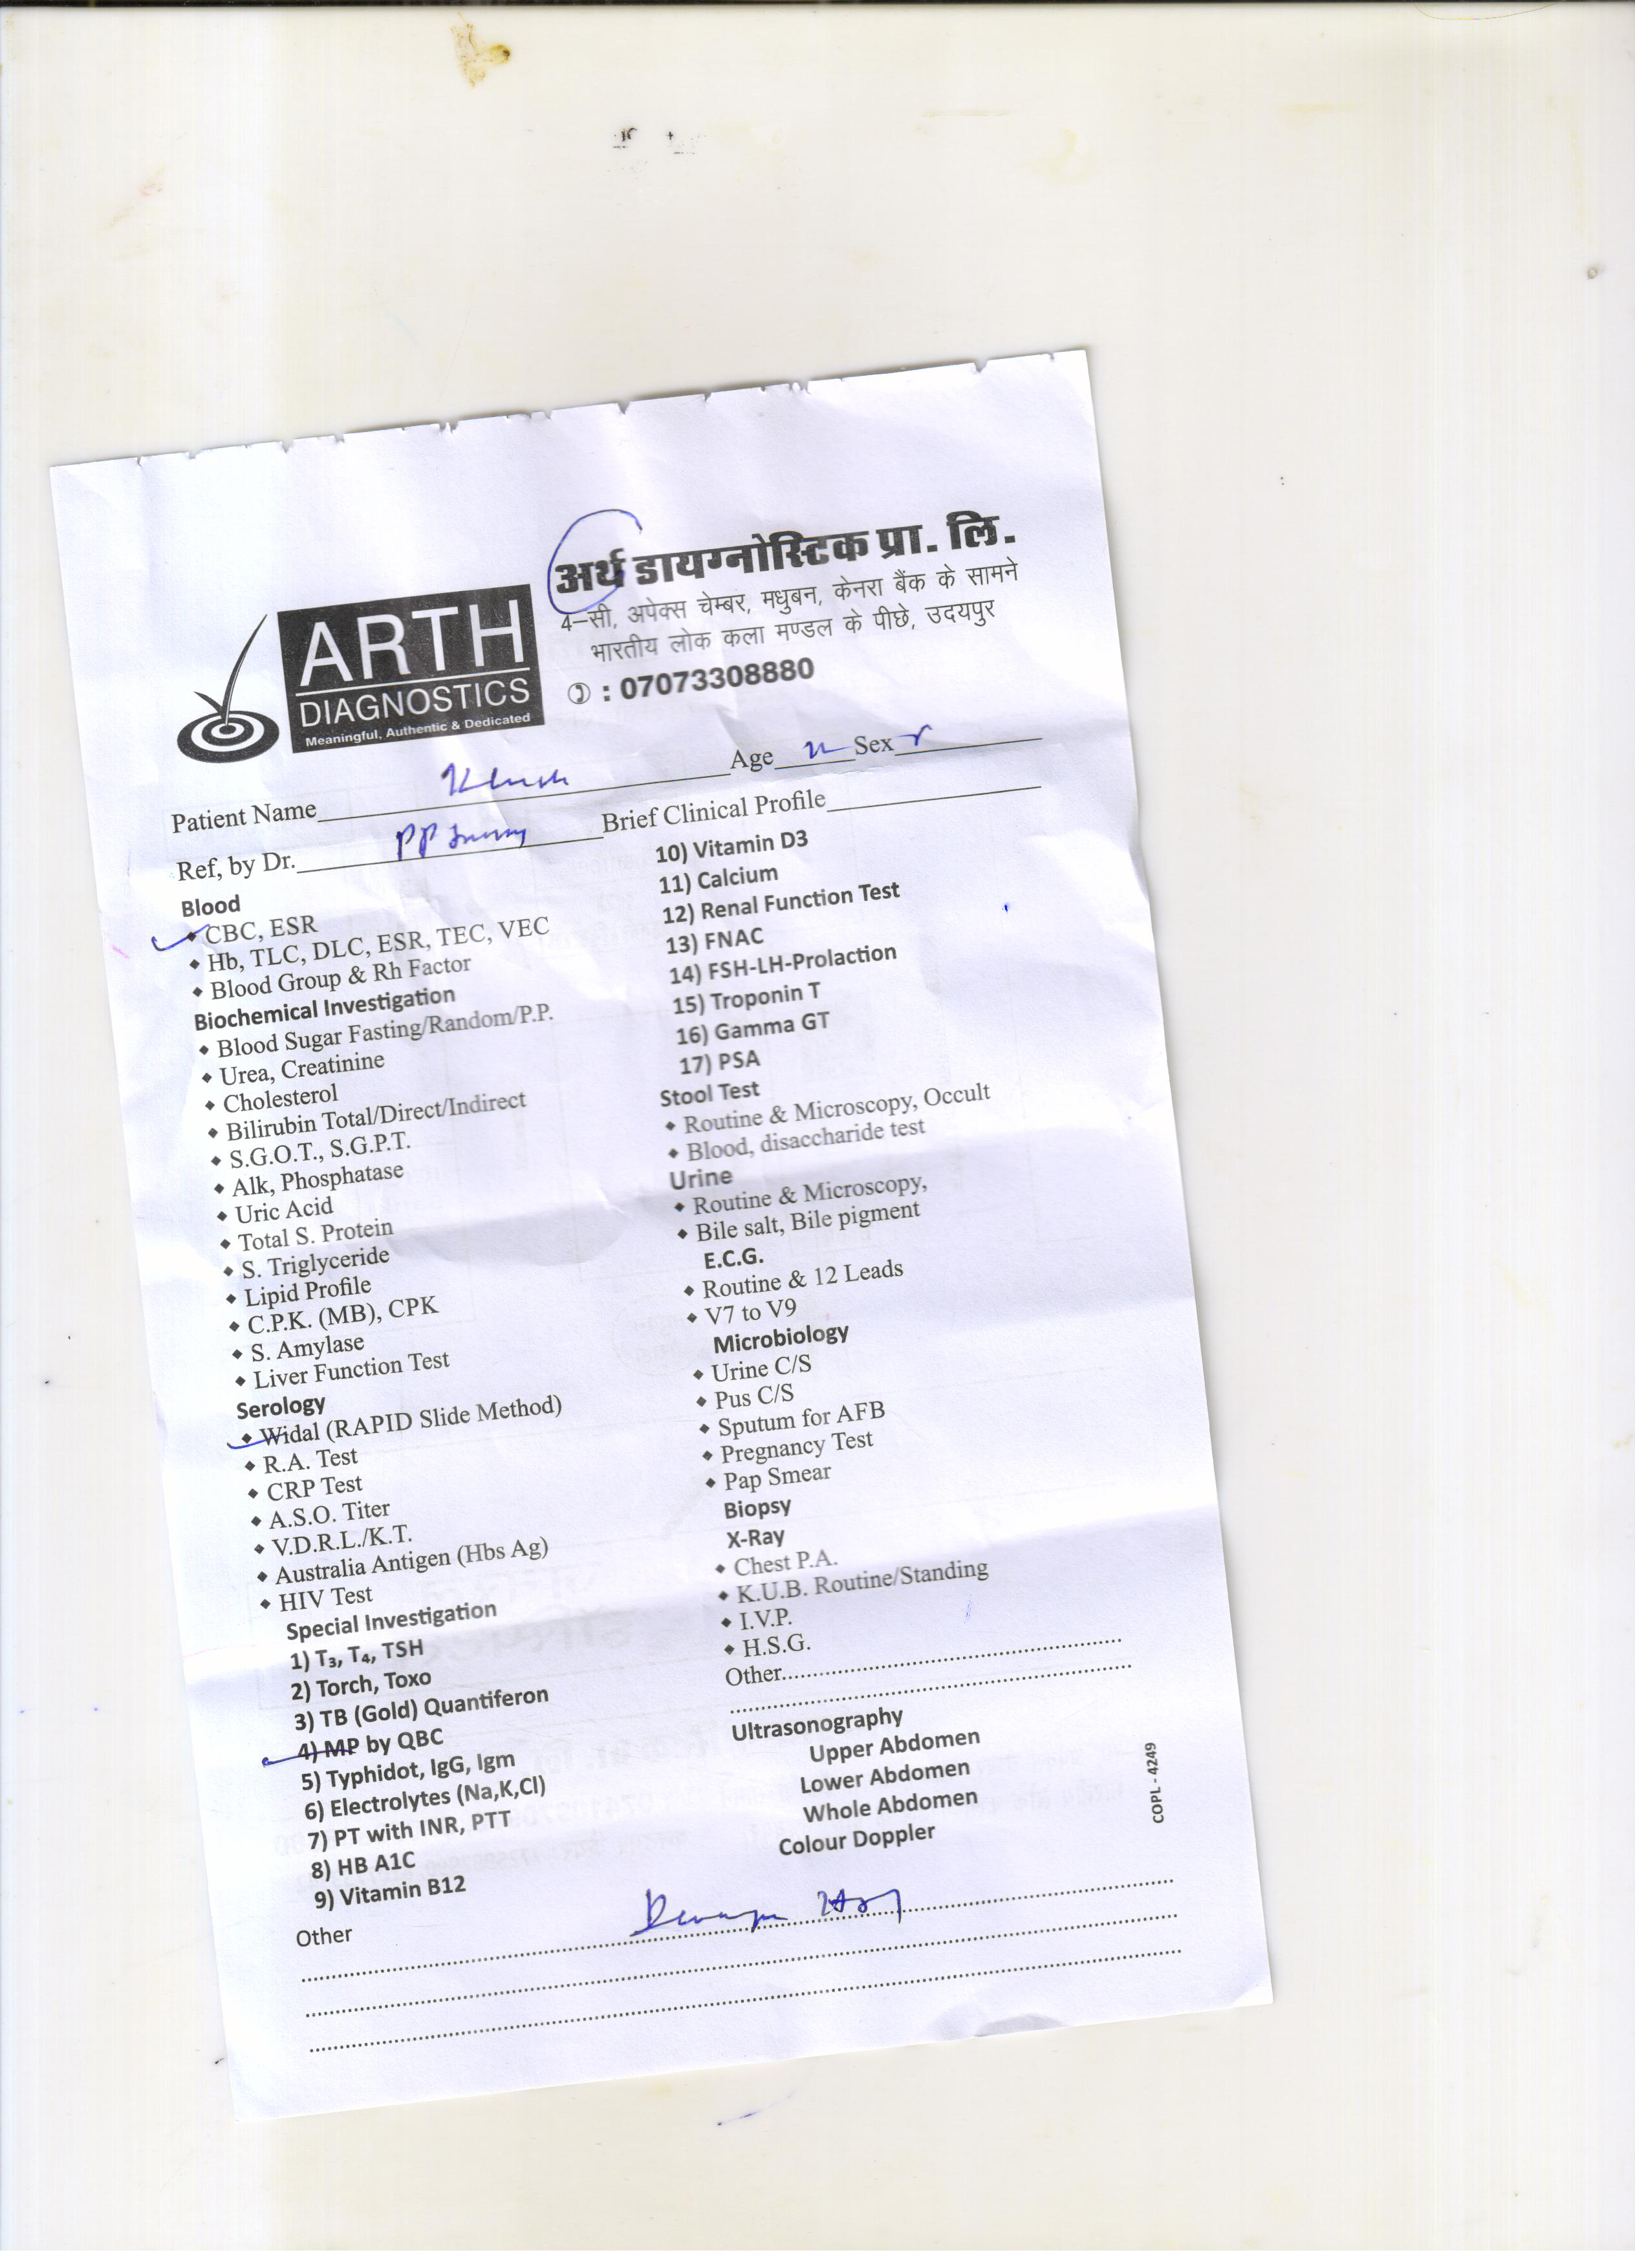 अर्थ डायग्नोस्टिक प्रा. लि.
4–सी, अपेक्स चेम्बर, मधुबन, केनरा बैंक के सामने
भारतीय लोक कला मण्डल के पीछे, उदयपुर
: 07073308880
ARTH
DIAGNOSTICS
Meaningful, Authentic & Dedicated
Patient Name Age Sex
Ref, by Dr. PP Brief Clinical Profile
Blood
CBC, ESR
Hb, TLC, DLC, ESR, TEC, VEC
Blood Group & Rh Factor
Biochemical Investigation
Blood Sugar Fasting/Random/P.P.
Urea, Creatinine
Cholesterol
Bilirubin Total/Direct/Indirect
S.G.O.T., S.G.P.T.
Alk, Phosphatase
Uric Acid
Total S. Protein
S. Triglyceride
Lipid Profile
C.P.K. (MB), CPK
S. Amylase
Liver Function Test
Serology
Widal (RAPID Slide Method)
R.A. Test
CRP Test
A.S.O. Titer
V.D.R.L./K.T.
Australia Antigen (Hbs Ag)
HIV Test
Special Investigation
1) T₃, T₄, TSH
2) Torch, Toxo
3) TB (Gold) Quantiferon
4) MP by QBC
5) Typhidot, IgG, Igm
6) Electrolytes (Na,K,Cl)
7) PT with INR, PTT
8) HB A1C
9) Vitamin B12
10) Vitamin D3
11) Calcium
12) Renal Function Test
13) FNAC
14) FSH-LH-Prolaction
15) Troponin T
16) Gamma GT
17) PSA
Stool Test
Routine & Microscopy, Occult
Blood, disaccharide test
Urine
Routine & Microscopy,
Bile salt, Bile pigment
E.C.G.
Routine & 12 Leads
V7 to V9
Microbiology
Urine C/S
Pus C/S
Sputum for AFB
Pregnancy Test
Pap Smear
Biopsy
X-Ray
Chest P.A.
K.U.B. Routine/Standing
I.V.P.
H.S.G.
Other
Ultrasonography
Upper Abdomen
Lower Abdomen
Whole Abdomen
Colour Doppler
COPL - 4249
Other